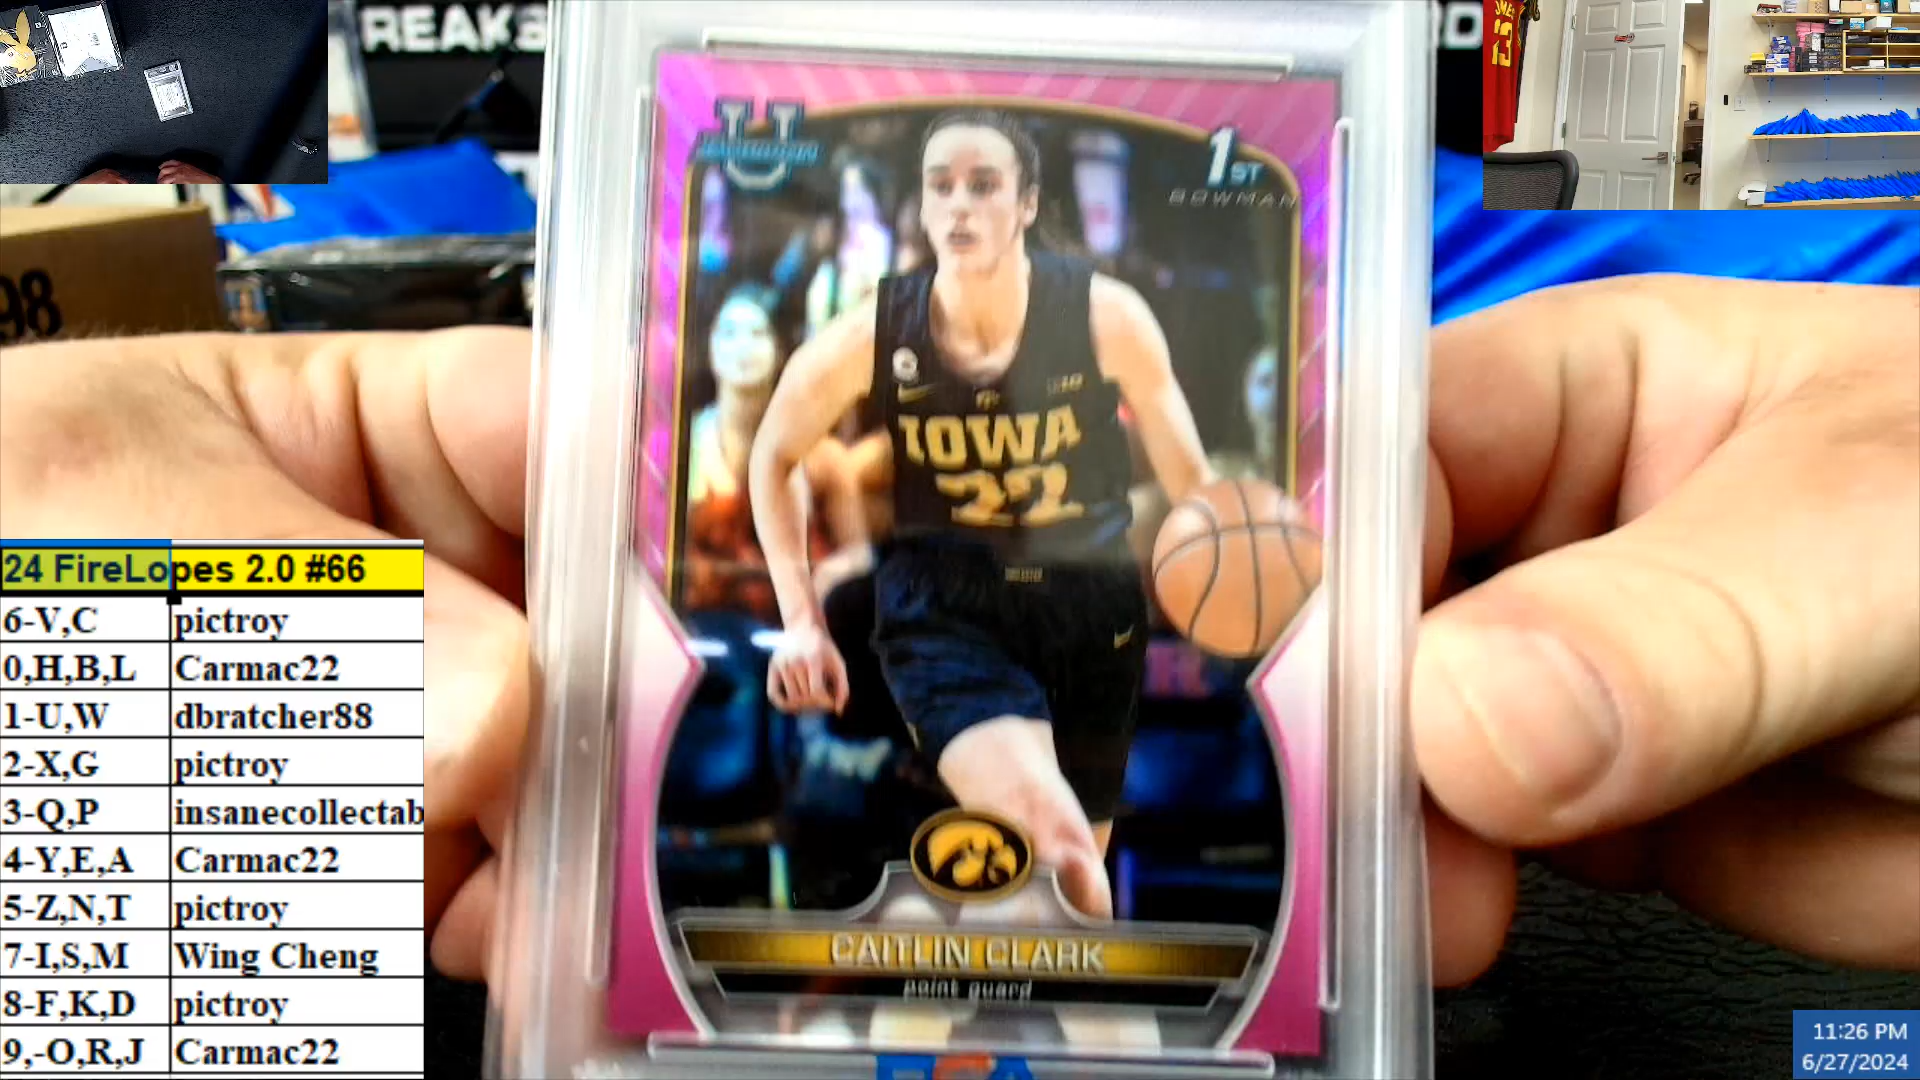 REAKS
98
1ST
BOWMAN
IOWA
22
CAITLIN CLARK
point guard
24 FireLopes 2.0 #66
6-V,C pictroy
0,H,B,L Carmac22
1-U,W dbratcher88
2-X,G pictroy
3-Q,P insanecollectab
4-Y,E,A Carmac22
5-Z,N,T pictroy
7-I,S,M Wing Cheng
8-F,K,D pictroy
9,-O,R,J Carmac22
11:26 PM
6/27/2024